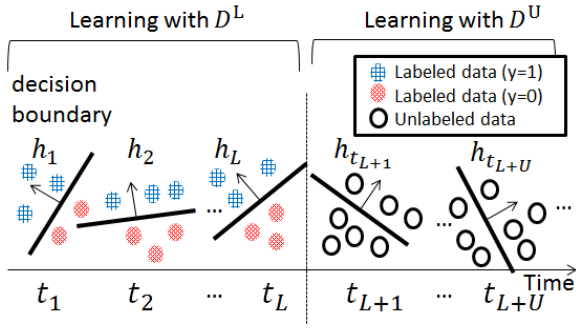 Learning with D^L
Learning with D^U
Labeled data (y=1)
Labeled data (y=0)
Unlabeled data
decision
boundary
h_1 h_2 h_L h_{t_{L+1}} h_{t_{L+U}}
... ... ...
Time
t_1 t_2 ... t_L t_{L+1} ... t_{L+U}